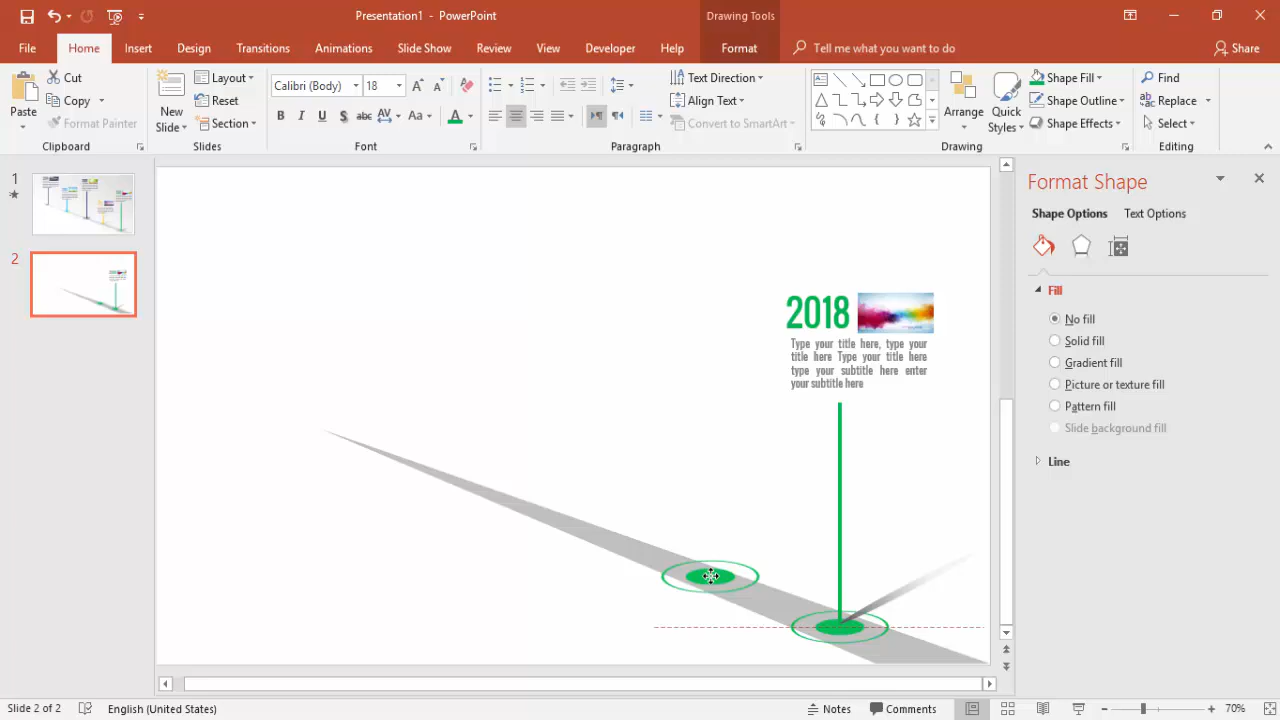 Presentation1 - PowerPoint
Drawing Tools
File
Home
Insert
Design
Transitions
Animations
Slide Show
Review
View
Developer
Help
Format
Tell me what you want to do
Share
Paste
Cut
Copy
Format Painter
Clipboard
New Slide
Layout
Reset
Section
Slides
Calibri (Body)
18
B I U S abc AV Aa A
Font
Text Direction
Align Text
Convert to SmartArt
Paragraph
Arrange
Quick Styles
Shape Fill
Shape Outline
Shape Effects
Drawing
Find
Replace
Select
Editing
1
2
2018
Type your title here, type your
title here Type your title here
type your subtitle here enter
your subtitle here
Format Shape
Shape Options
Text Options
Fill
No fill
Solid fill
Gradient fill
Picture or texture fill
Pattern fill
Slide background fill
Line
Slide 2 of 2
English (United States)
Notes
Comments
70%